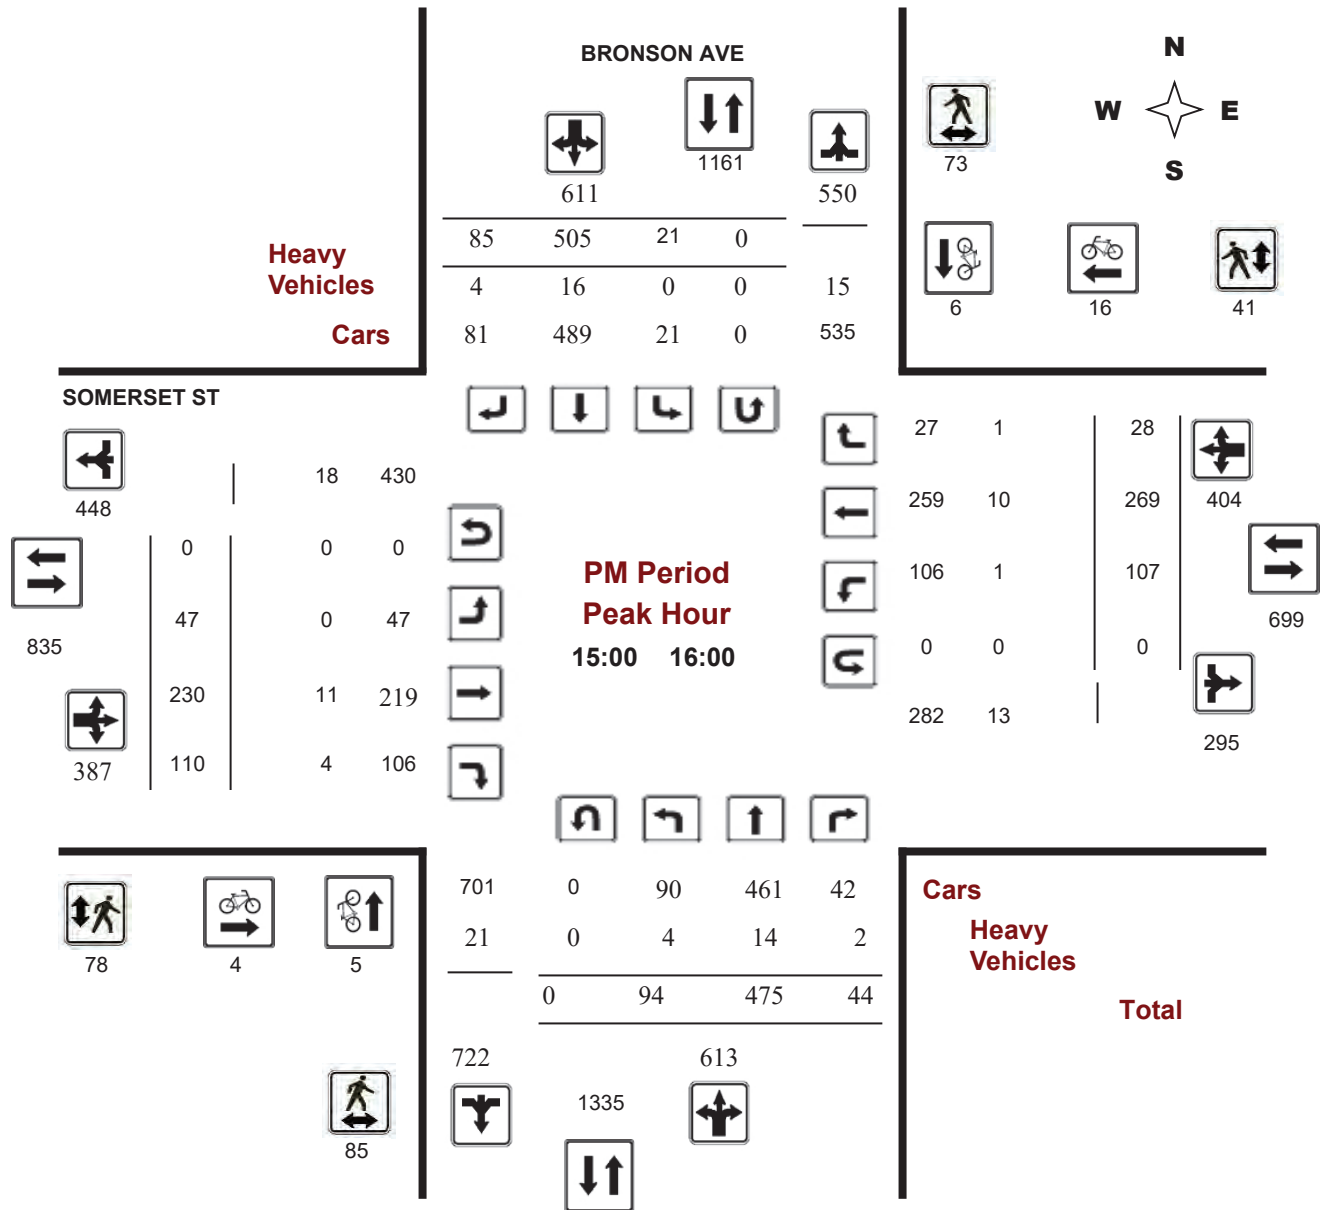 BRONSON AVE
N
W E
S
1161
73
611
550
85 505 21 0
Heavy
Vehicles
4 16 0 0 15
6 16 41
Cars
81 489 21 0 535
SOMERSET ST
27 1 28
18 430
448
259 10 269 404
0 0 0
PM Period
106 1 107
Peak Hour
47 0 47
699
835
15:00 16:00
0 0 0
230 11 219
282 13
295
387 110 4 106
701 0 90 461 42
Cars
21 0 4 14 2
Heavy
Vehicles
78 4 5
0 94 475 44
Total
722 613
1335
85